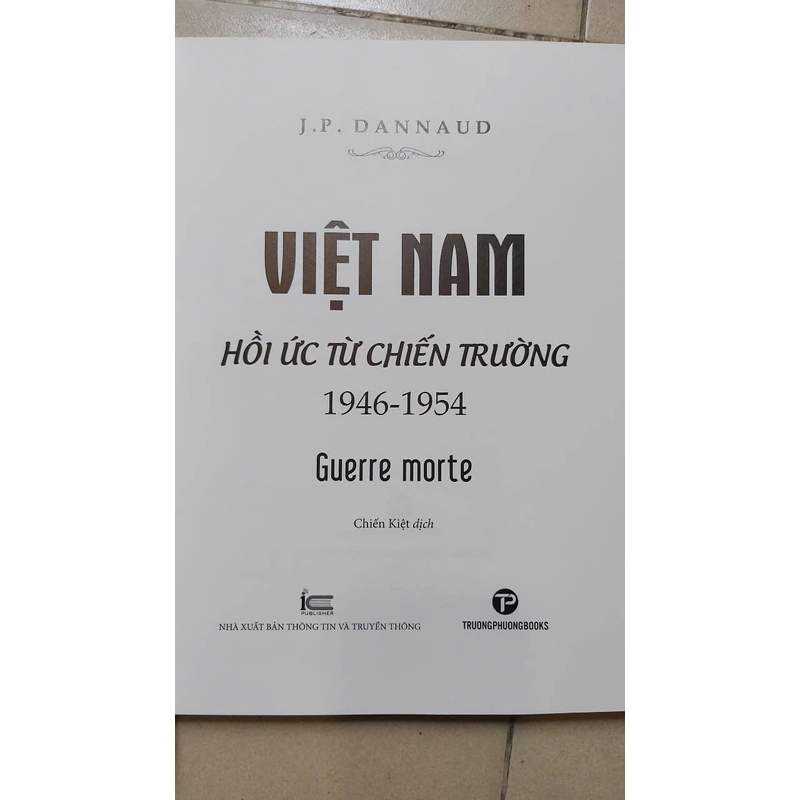 J.P. DANNAUD
VIỆT NAM
HỒI ỨC TỪ CHIẾN TRƯỜNG
1946-1954
Guerre morte
Chiến Kiệt dịch
ic
PUBLISHER
NHÀ XUẤT BẢN THÔNG TIN VÀ TRUYỀN THÔNG
TP
TRUONGPHUONGBOOKS